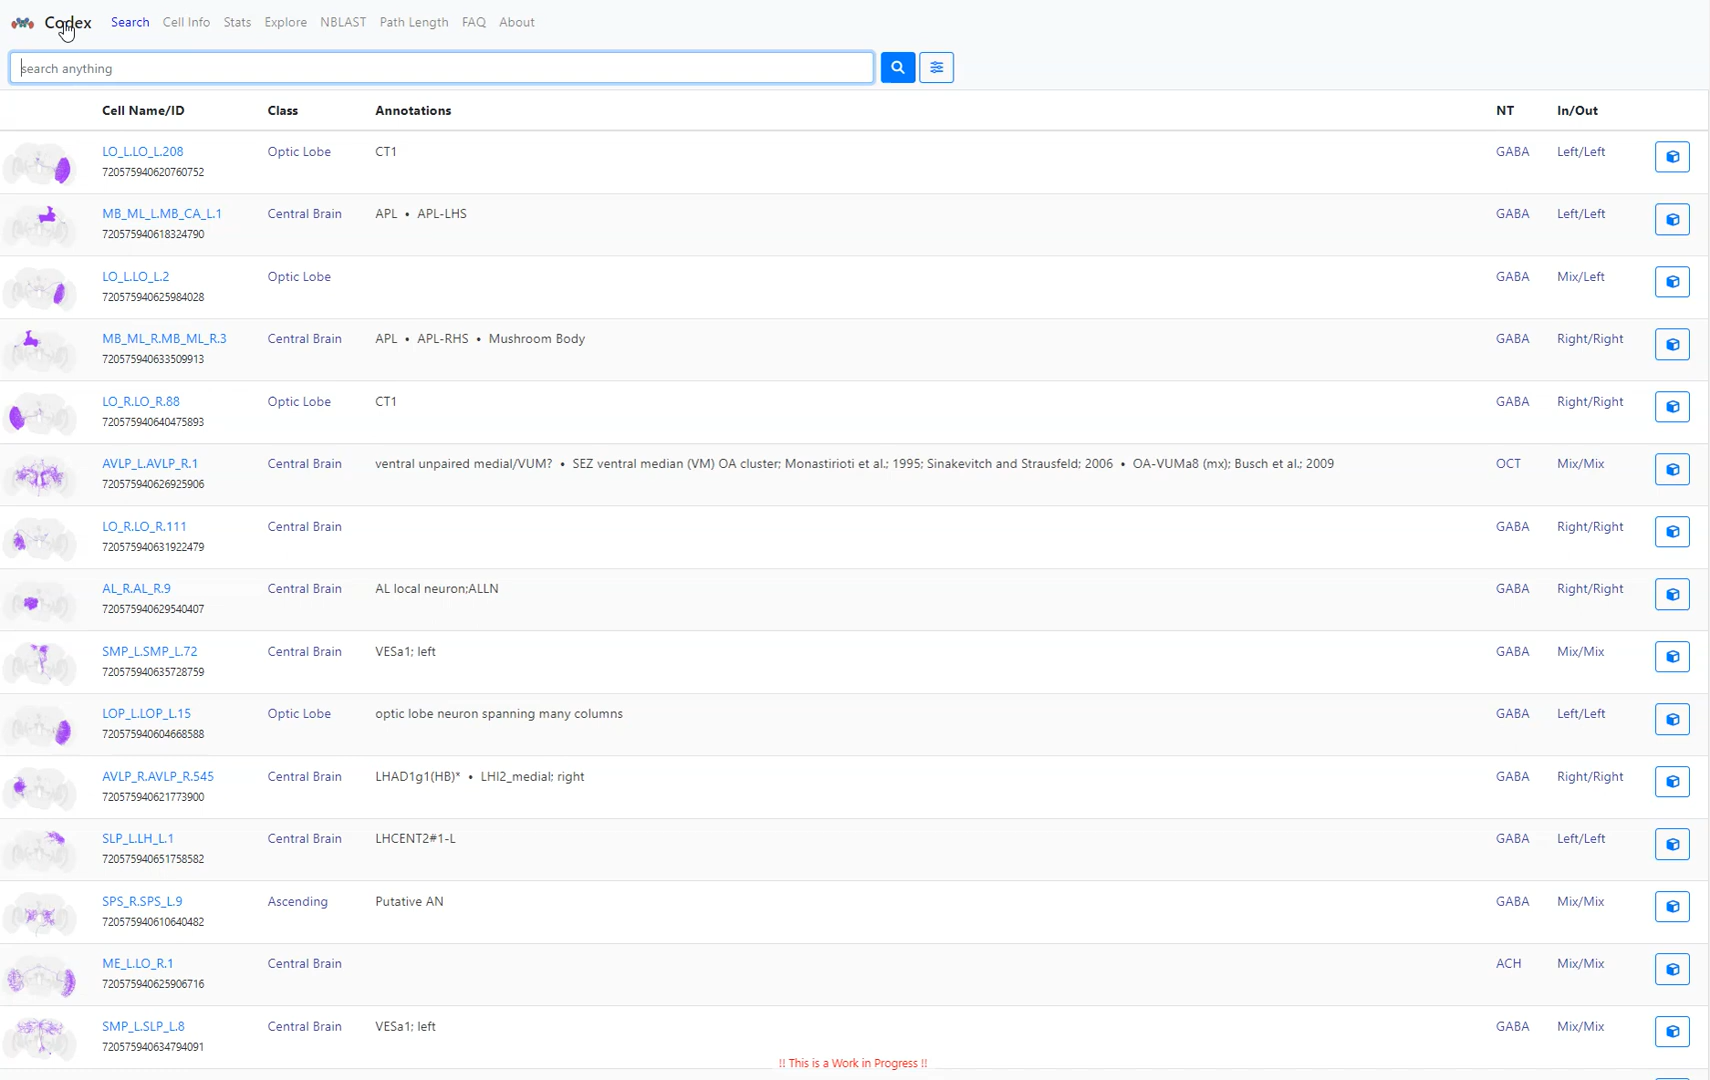 Codex Search Cell Info Stats Explore NBLAST Path Length FAQ About
search anything
Cell Name/ID Class Annotations NT In/Out
LO_L.LO_L.208 Optic Lobe CT1 GABA Left/Left
720575940620760752
MB_ML_L.MB_CA_L.1 Central Brain APL • APL-LHS GABA Left/Left
720575940618324790
LO_L.LO_L.2 Optic Lobe GABA Mix/Left
720575940625984028
MB_ML_R.MB_ML_R.3 Central Brain APL • APL-RHS • Mushroom Body GABA Right/Right
720575940633509913
LO_R.LO_R.88 Optic Lobe CT1 GABA Right/Right
720575940640475893
AVLP_L.AVLP_R.1 Central Brain ventral unpaired medial/VUM? • SEZ ventral median (VM) OA cluster; Monastirioti et al.; 1995; Sinakevitch and Strausfeld; 2006 • OA-VUMa8 (mx); Busch et al.; 2009 OCT Mix/Mix
720575940626925906
LO_R.LO_R.111 Central Brain GABA Right/Right
720575940631922479
AL_R.AL_R.9 Central Brain AL local neuron;ALLN GABA Right/Right
720575940629540407
SMP_L.SMP_L.72 Central Brain VESa1; left GABA Mix/Mix
720575940635728759
LOP_L.LOP_L.15 Optic Lobe optic lobe neuron spanning many columns GABA Left/Left
720575940604668588
AVLP_R.AVLP_R.545 Central Brain LHAD1g1(HB)* • LHI2_medial; right GABA Right/Right
720575940621773900
SLP_L.LH_L.1 Central Brain LHCENT2#1-L GABA Left/Left
720575940651758582
SPS_R.SPS_L.9 Ascending Putative AN GABA Mix/Mix
720575940610640482
ME_L.LO_R.1 Central Brain ACH Mix/Mix
720575940625906716
SMP_L.SLP_L.8 Central Brain VESa1; left GABA Mix/Mix
720575940634794091
!! This is a Work in Progress !!